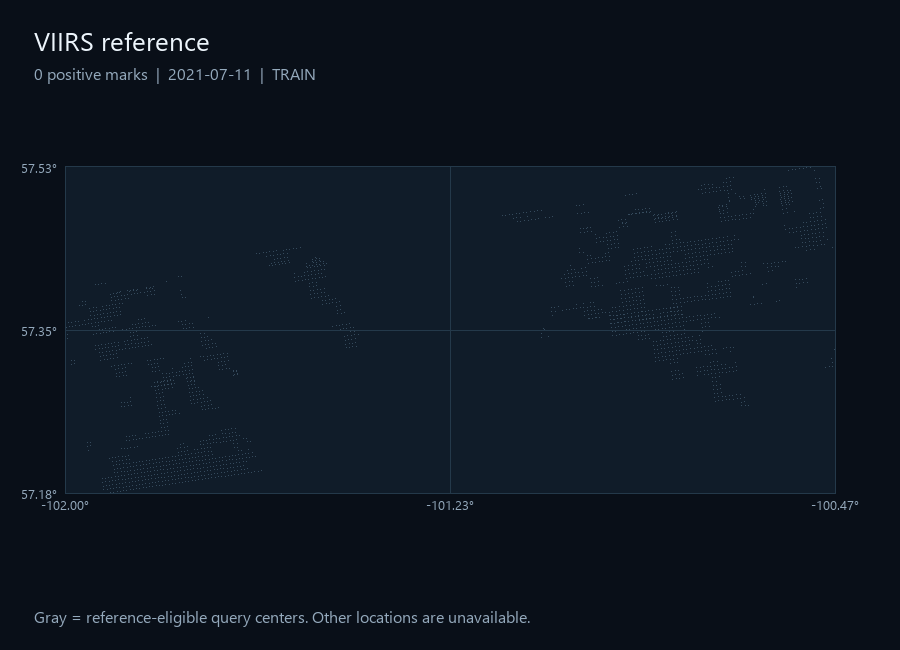 VIIRS reference
0 positive marks | 2021-07-11 | TRAIN
57.53°
57.35°
57.18°
-102.00°
-101.23°
-100.47°
Gray = reference-eligible query centers. Other locations are unavailable.